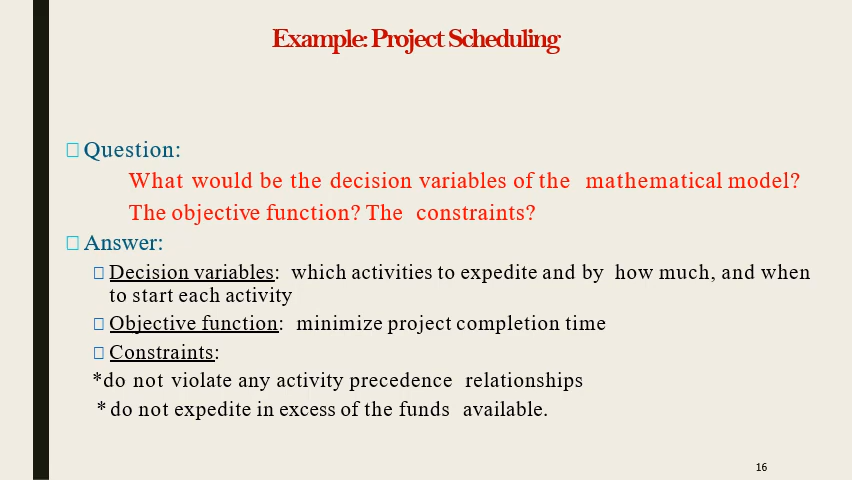 Example: Project Scheduling
Question:
What would be the decision variables of the mathematical model?
The objective function? The constraints?
Answer:
Decision variables: which activities to expedite and by how much, and when
to start each activity
Objective function: minimize project completion time
Constraints:
*do not violate any activity precedence relationships
* do not expedite in excess of the funds available.
16